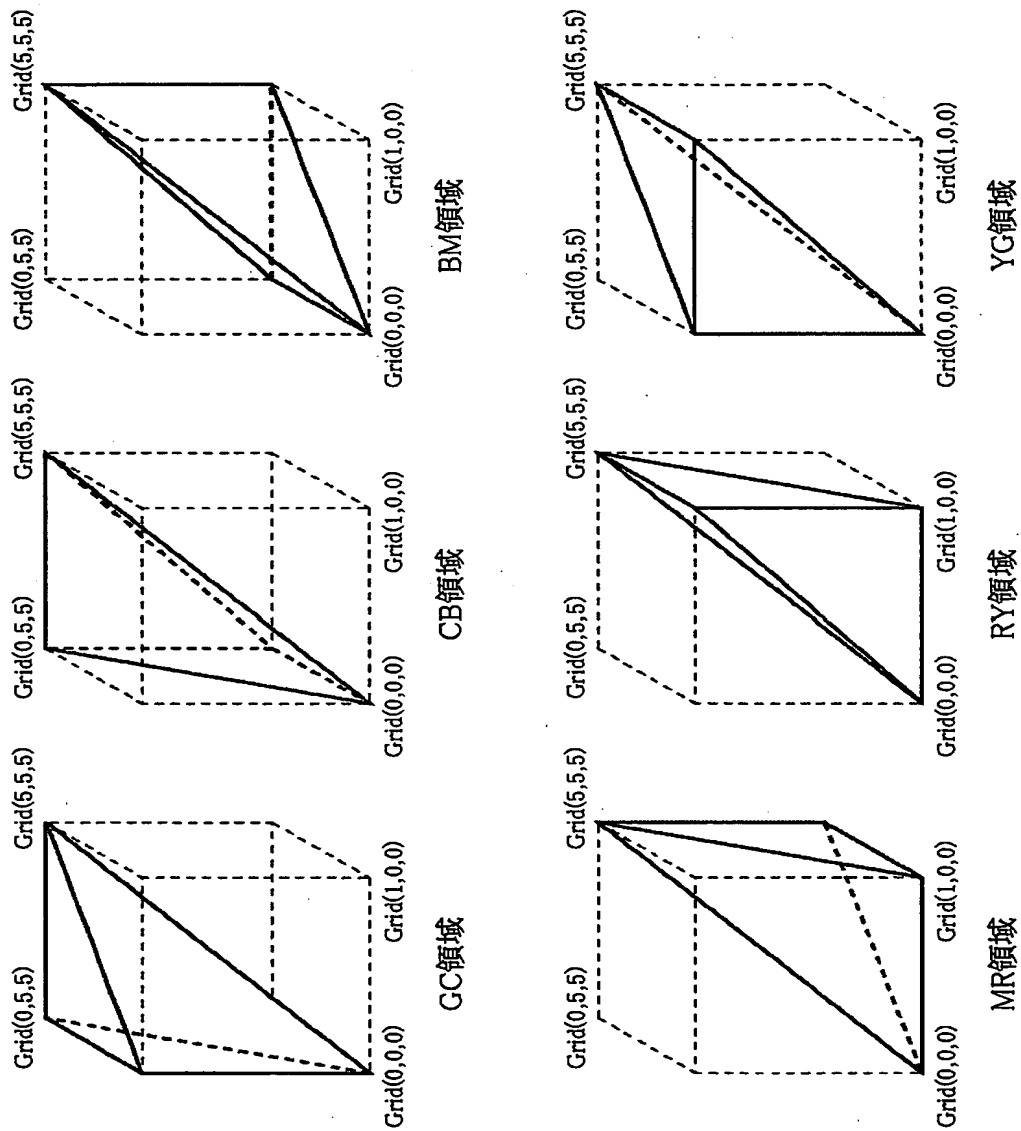 Grid(0,5,5)
Grid(5,5,5)
Grid(0,0,0)
Grid(1,0,0)
GC領域
Grid(0,5,5)
Grid(5,5,5)
Grid(0,0,0)
Grid(1,0,0)
CB領域
Grid(0,5,5)
Grid(5,5,5)
Grid(0,0,0)
Grid(1,0,0)
BM領域
Grid(0,5,5)
Grid(5,5,5)
Grid(0,0,0)
Grid(1,0,0)
MR領域
Grid(0,5,5)
Grid(5,5,5)
Grid(0,0,0)
Grid(1,0,0)
RY領域
Grid(0,5,5)
Grid(5,5,5)
Grid(0,0,0)
Grid(1,0,0)
YG領域